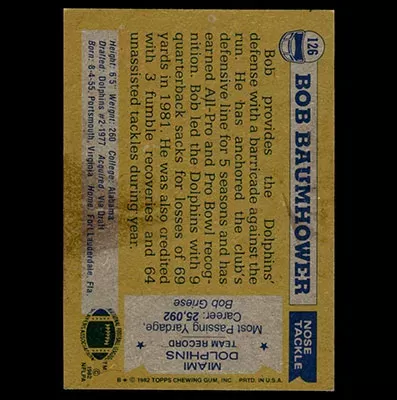 126
BOB BAUMHOWER
NOSE
TACKLE
Bob provides the Dolphins'
defense with a barricade against the
run. He has anchored the club's
defensive line for 5 seasons and has
earned All-Pro and Pro Bowl recog-
nition. Bob led the Dolphins with 9
quarterback sacks for losses of 69
yards in 1981. He was also credited
with 3 fumble recoveries and 64
unassisted tackles during year.
MIAMI
DOLPHINS
TEAM RECORD
Most Passing Yardage,
Career: 25,092
Bob Griese
Height: 6'5" Weight: 260 College: Alabama
Drafted: Dolphins #2-1977 Acquired: Via Draft
Born: 8-4-55, Portsmouth, Virginia Home: Fort Lauderdale, Fla.
TM
© 1982
NFLPA
B * © 1982 TOPPS CHEWING GUM, INC. PRTD. IN U.S.A.